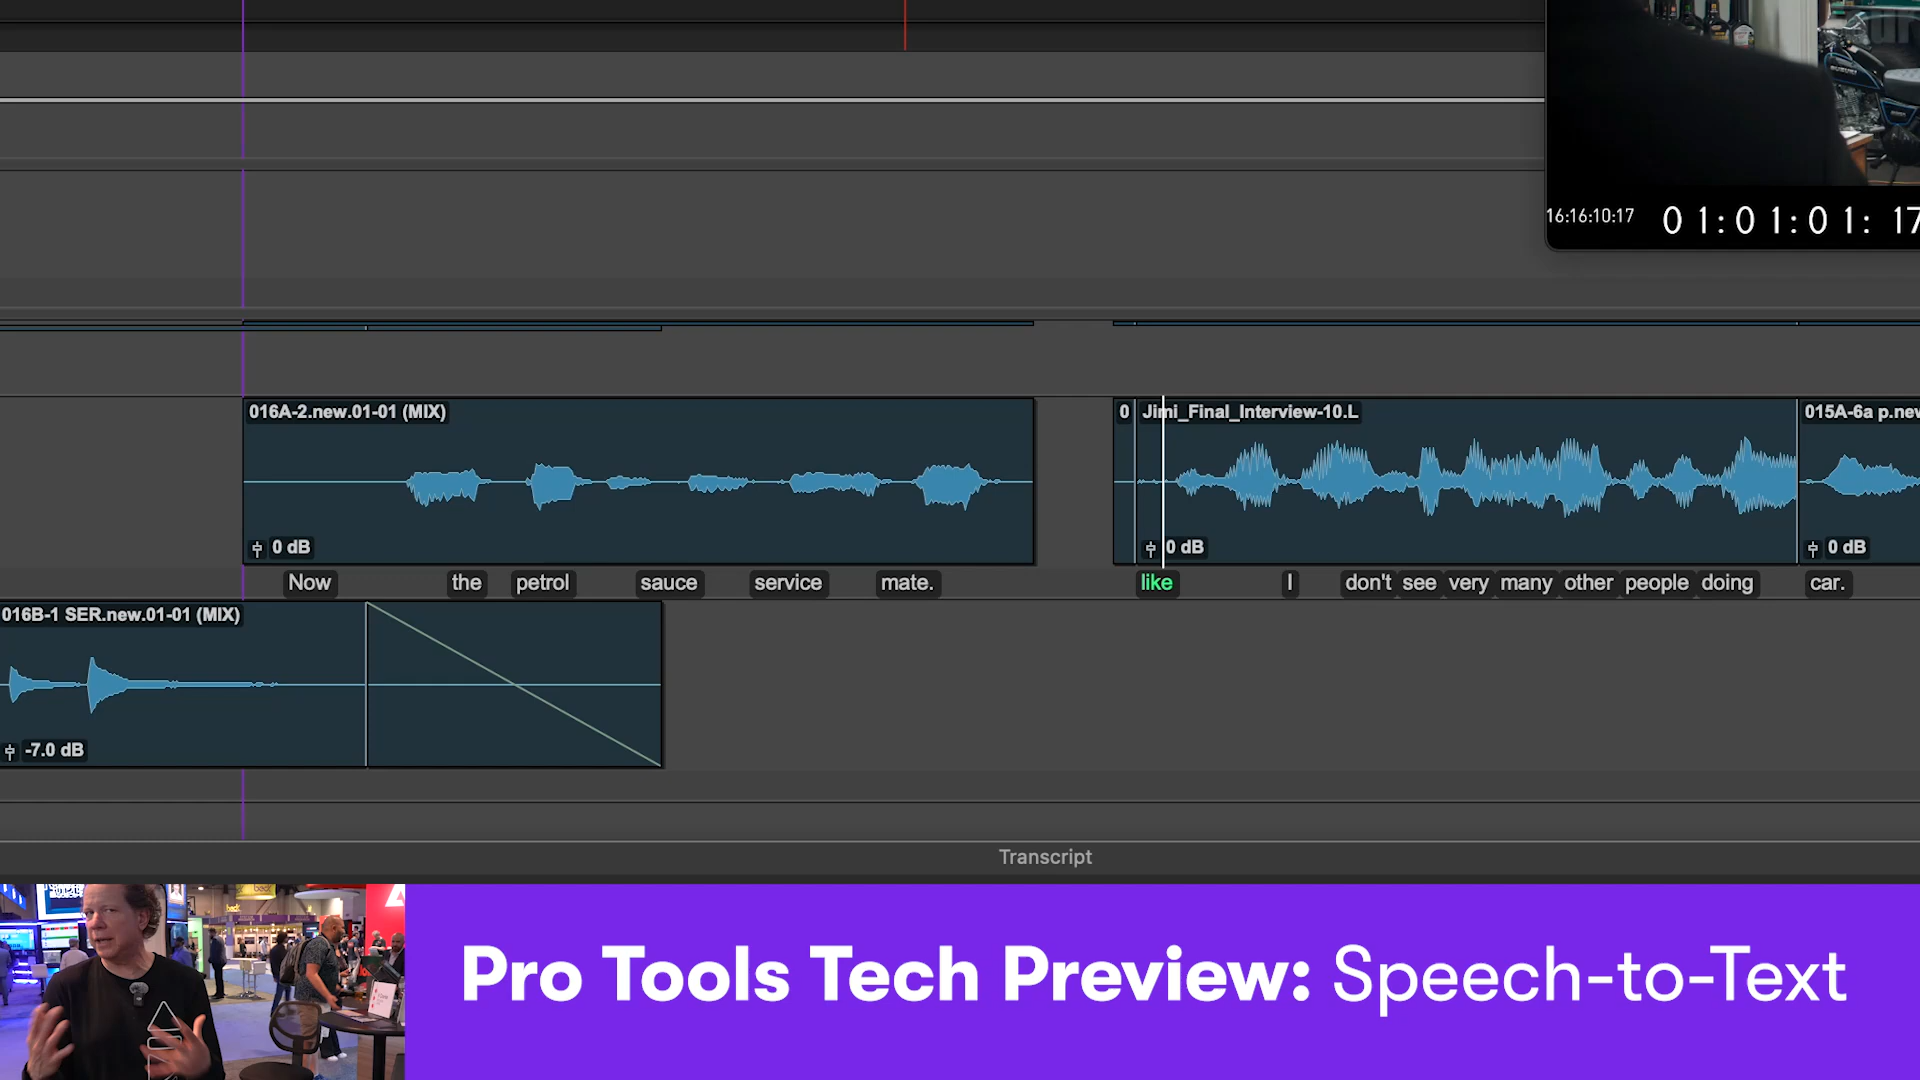 SUZUKI
16:16:10:17 01:01:01:17
016A-2.new.01-01 (MIX)
0 Jimi_Final_Interview-10.L
015A-6a p.new
0 dB
0 dB
0 dB
Now the petrol sauce service mate. like I don't see very many other people doing car.
016B-1 SER.new.01-01 (MIX)
-7.0 dB
Transcript
Pro Tools Tech Preview: Speech-to-Text